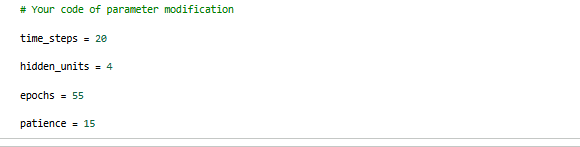 # Your code of parameter modification
time_steps = 20
hidden_units = 4
epochs = 55
patience = 15